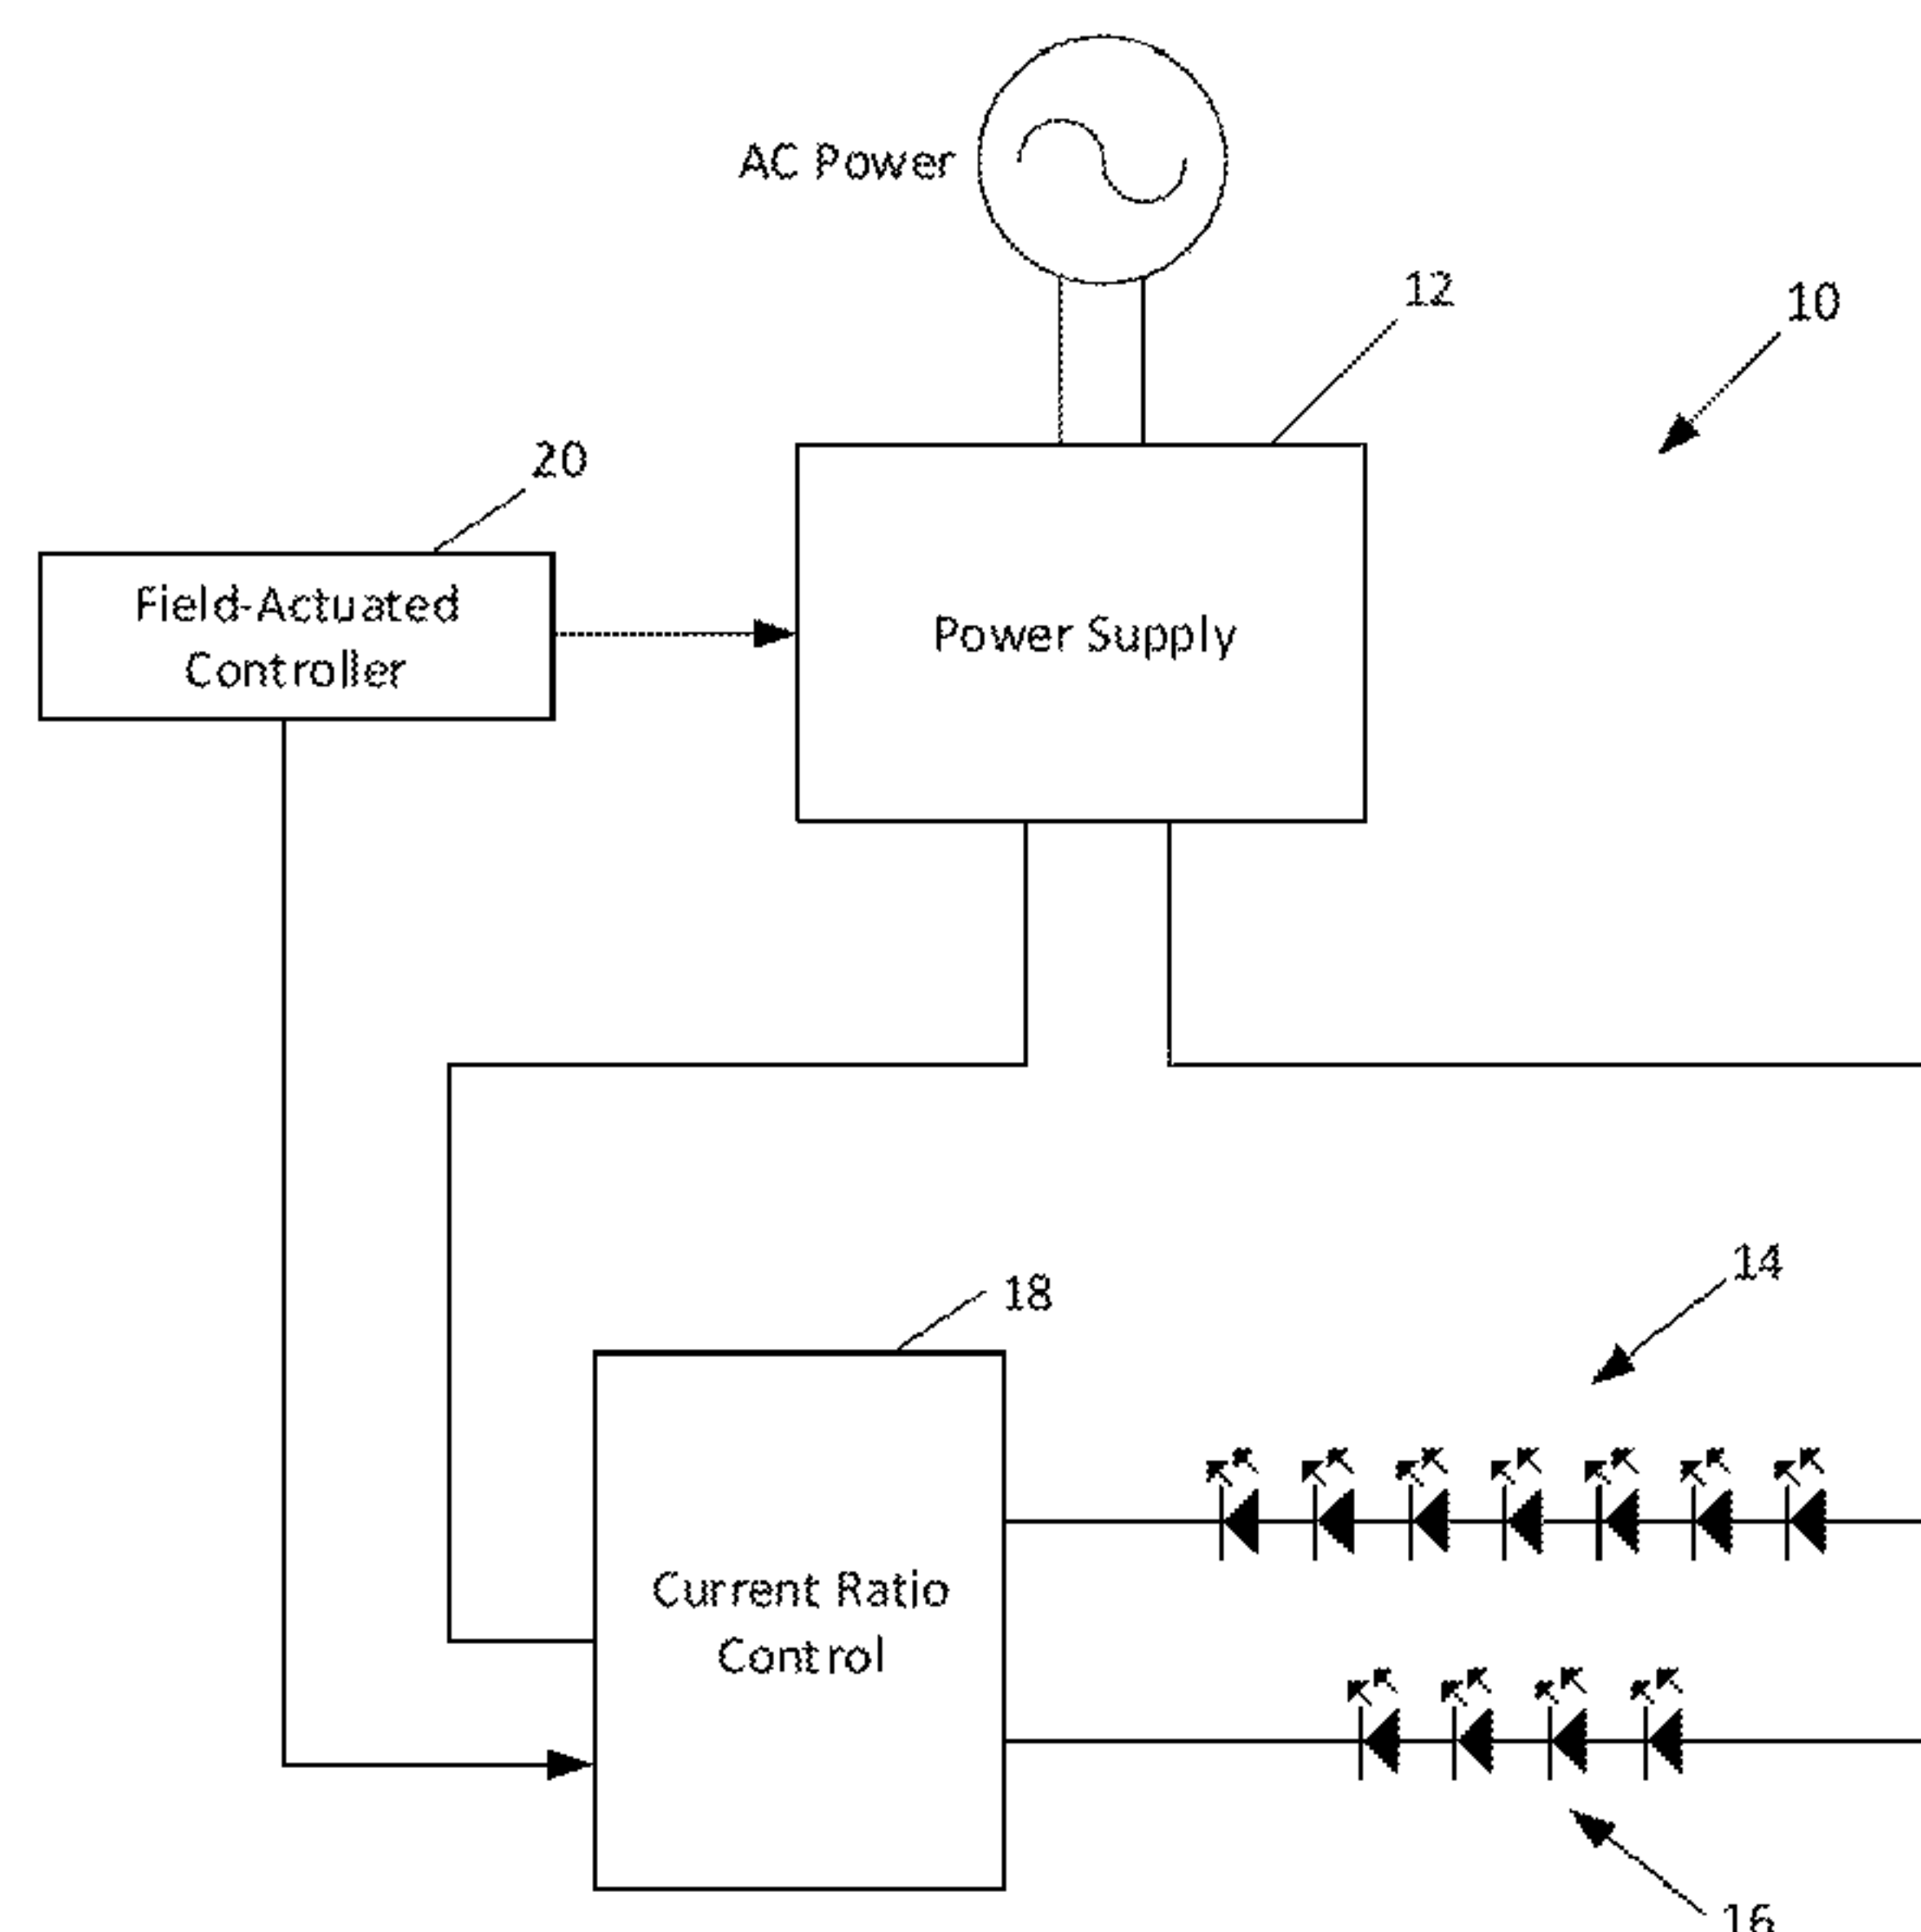 AC Power
12
10
20
Field-Actuated
Controller
Power Supply
14
18
Current Ratio
Control
16